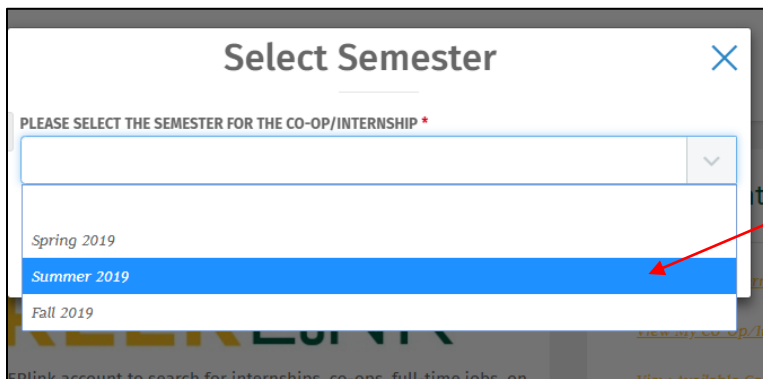 Select Semester
PLEASE SELECT THE SEMESTER FOR THE CO-OP/INTERNSHIP *
Spring 2019
Summer 2019
Fall 2019
View My Co-Op/I
account to search for internships, co-ops, full-time jobs, on